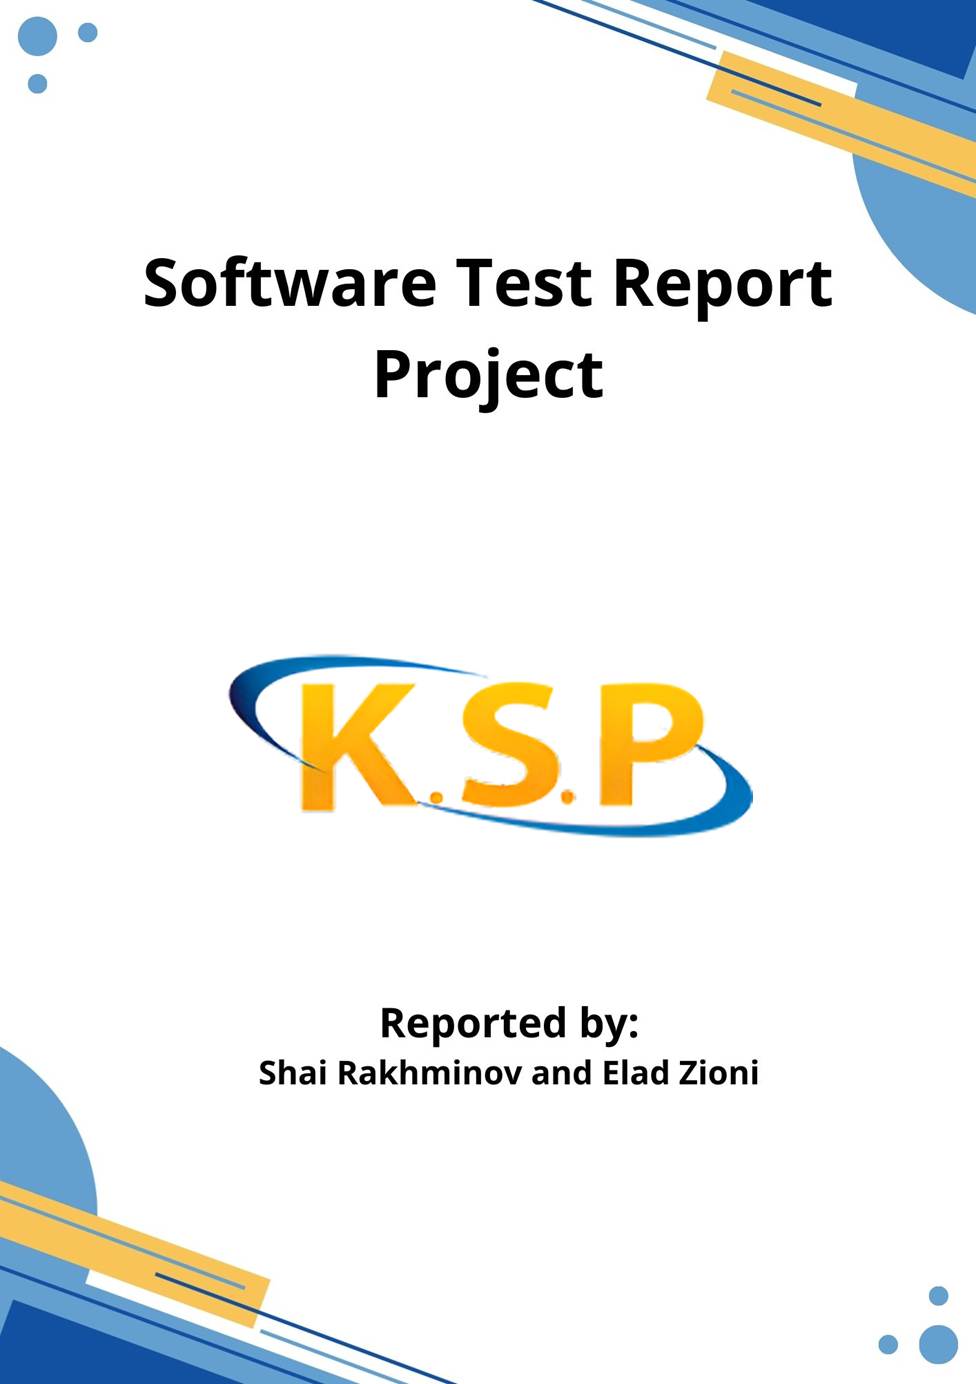 Software Test Report
Project
K.S.P
Reported by:
Shai Rakhminov and Elad Zioni